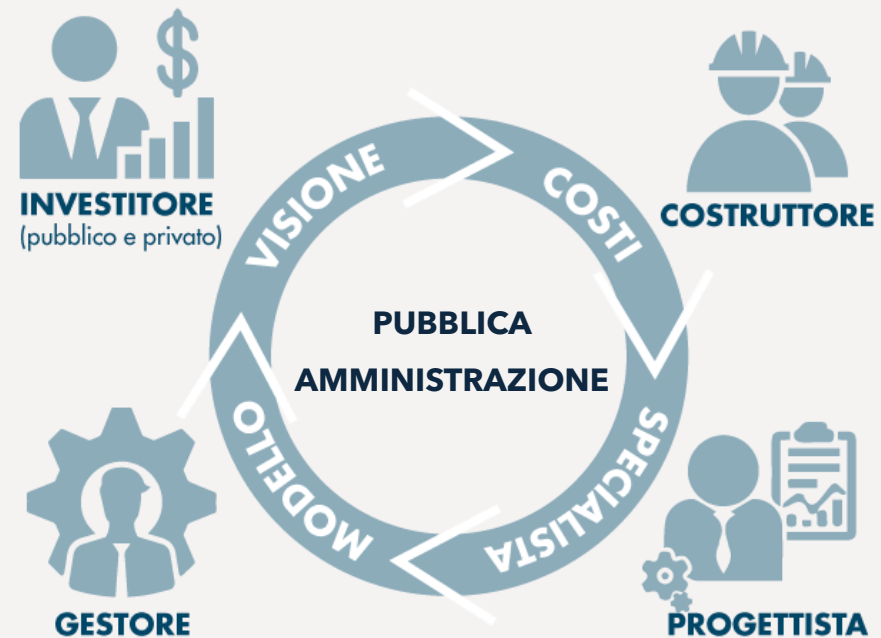 INVESTITORE
(pubblico e privato)
VISIONE
COSTI
COSTRUTTORE
PUBBLICA
AMMINISTRAZIONE
MODELLO
SPECIALISTA
GESTORE
PROGETTISTA